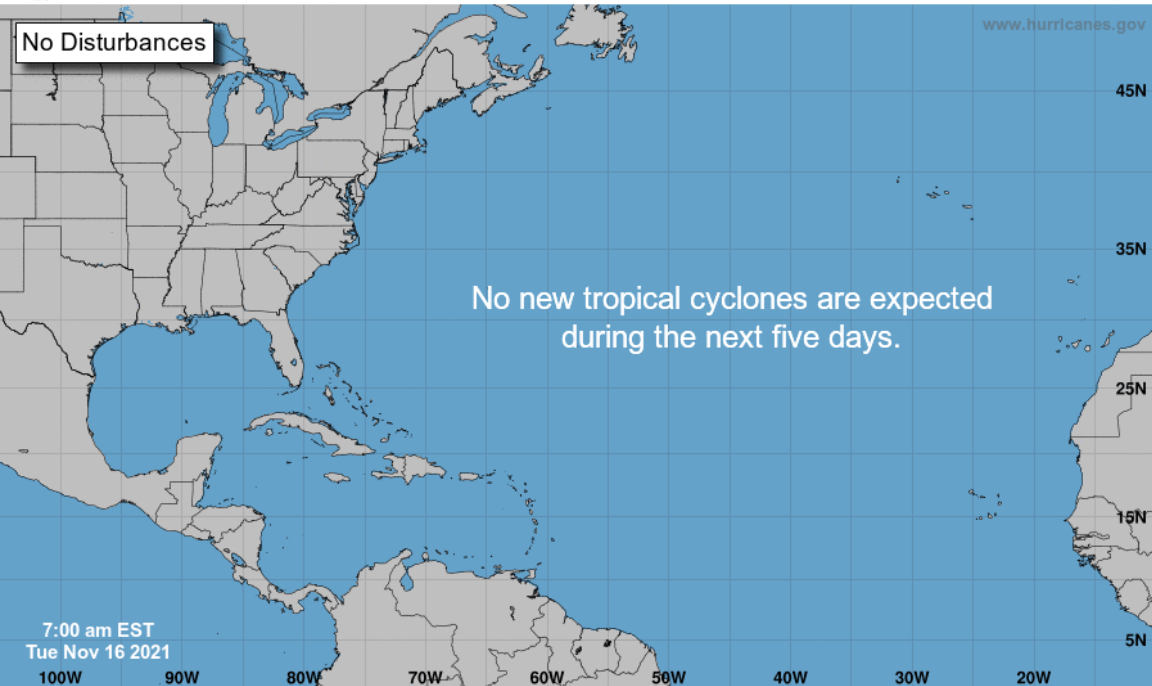 www.hurricanes.gov
No Disturbances
45N
35N
No new tropical cyclones are expected
during the next five days.
25N
15N
7:00 am EST
Tue Nov 16 2021
5N
100W 90W 80W 70W 60W 50W 40W 30W 20W